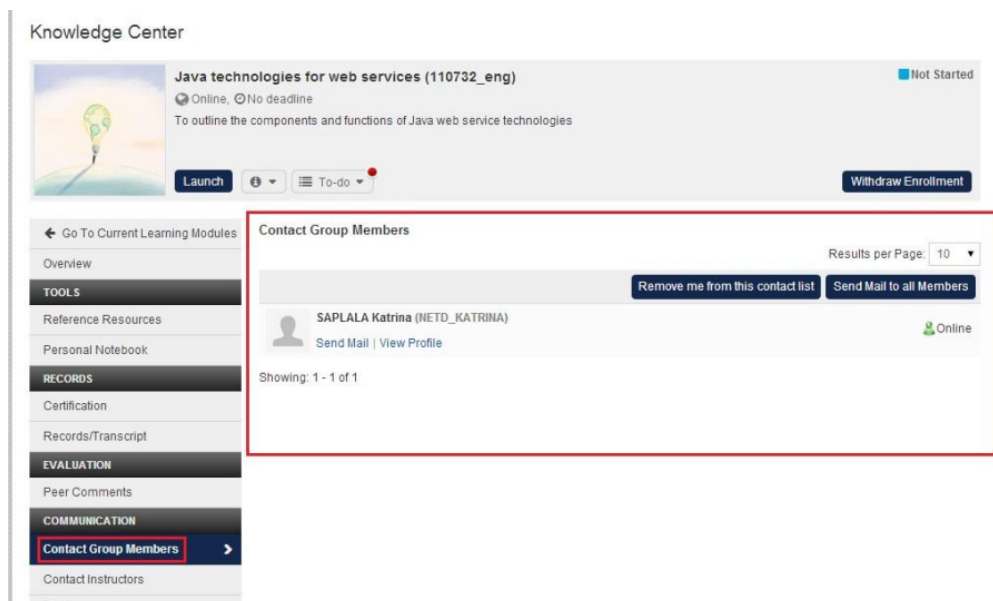 Knowledge Center
Java technologies for web services (110732_eng)
Not Started
Online, No deadline
To outline the components and functions of Java web service technologies
Launch
To-do
Withdraw Enrollment
Go To Current Learning Modules
Overview
TOOLS
Reference Resources
Personal Notebook
RECORDS
Certification
Records/Transcript
EVALUATION
Peer Comments
COMMUNICATION
Contact Group Members
Contact Instructors
Contact Group Members
Results per Page: 10
Remove me from this contact list Send Mail to all Members
SAPLALA Katrina (NETD_KATRINA)
Online
Send Mail | View Profile
Showing: 1 - 1 of 1